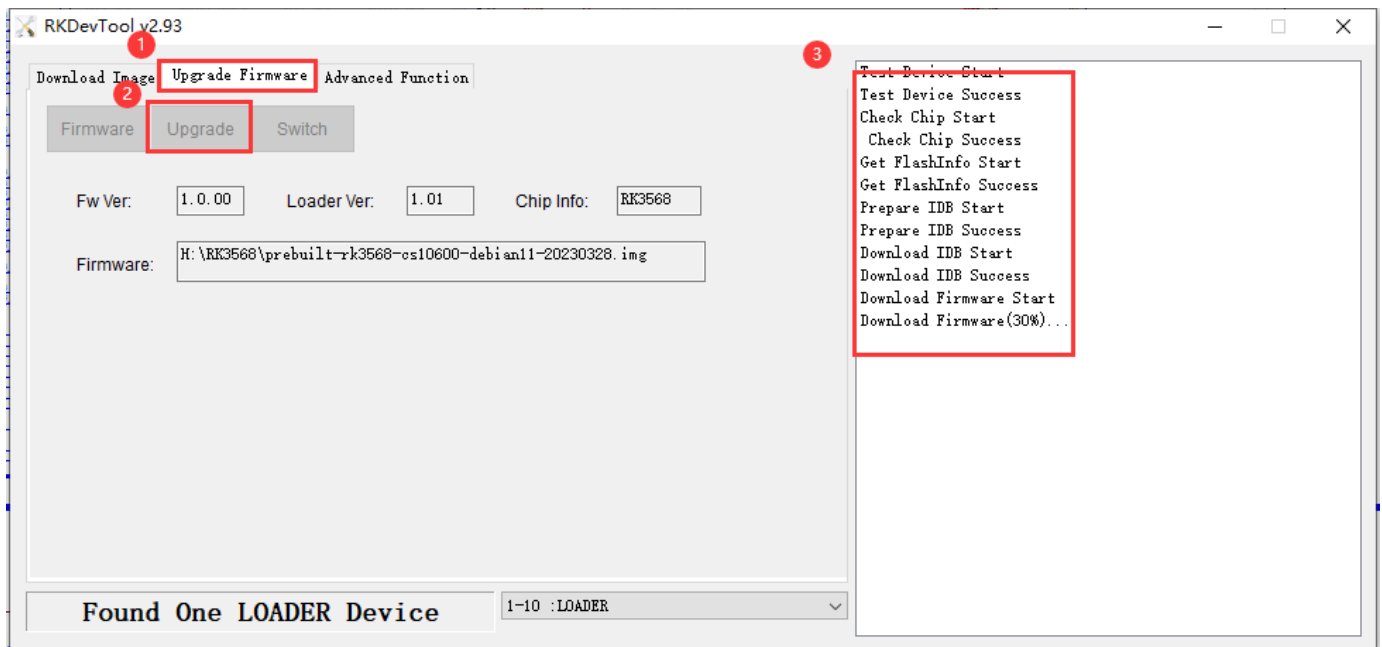 RKDevTool v2.93
1
3
Download Image Upgrade Firmware Advanced Function
2
Firmware Upgrade Switch
Fw Ver: 1.0.00 Loader Ver: 1.01 Chip Info: RK3568
Firmware: H:\RK3568\prebuilt-rk3568-cs10600-debian11-20230328.img
Found One LOADER Device
1-10 :LOADER
Test Device Start
Test Device Success
Check Chip Start
Check Chip Success
Get FlashInfo Start
Get FlashInfo Success
Prepare IDB Start
Prepare IDB Success
Download IDB Start
Download IDB Success
Download Firmware Start
Download Firmware(30%)...